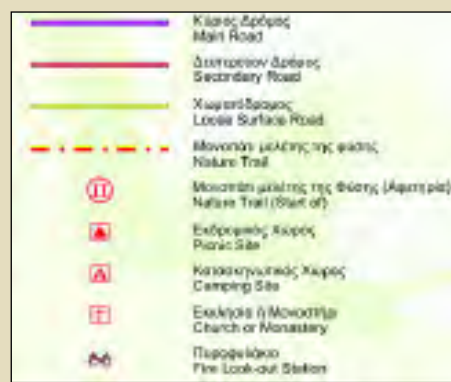 Κύριος Δρόμος
Main Road
Δευτερεύον Δρόμος
Secondary Road
Χωματόδρομος
Loose Surface Road
Μονοπάτι μελέτης της φύσης
Nature Trail
Π
Μονοπάτι μελέτης της Φύσης (Αφετηρία)
Nature Trail (Start of)
Εκδρομικός Χώρος
Picnic Site
Κατασκηνωτικός Χώρος
Camping Site
Εκκλησία ή Μοναστήρι
Church or Monastery
Πυροφυλάκιο
Fire Look-out Station